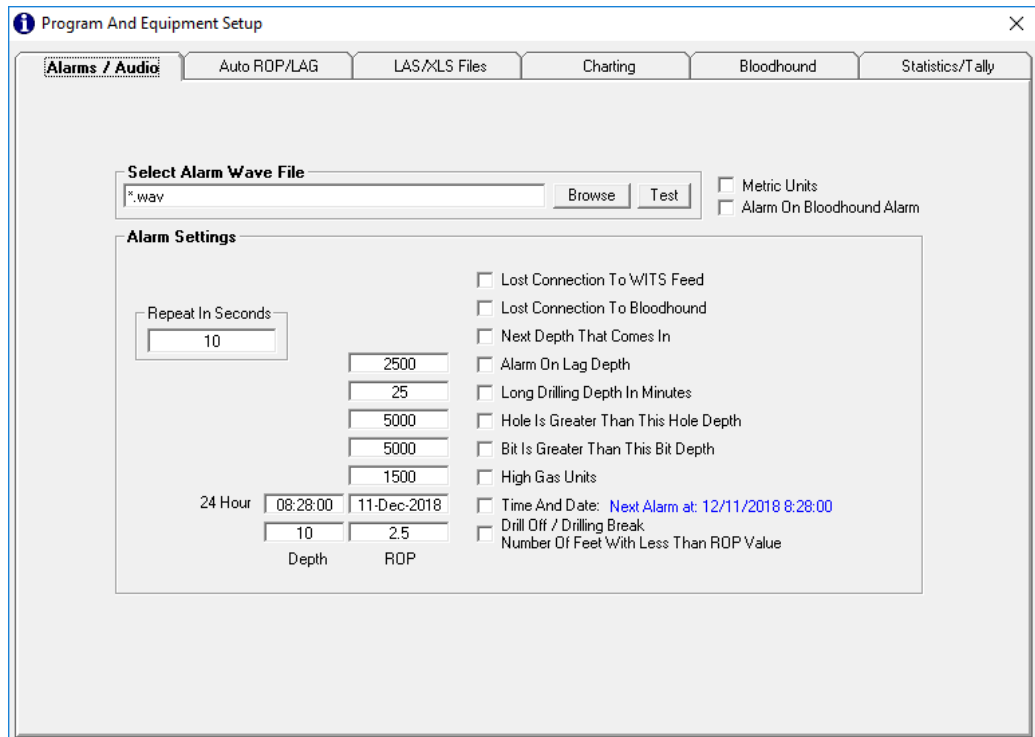 Program And Equipment Setup
Alarms / Audio
Auto ROP/LAG
LAS/XLS Files
Charting
Bloodhound
Statistics/Tally
Select Alarm Wave File
*.wav
Browse
Test
Metric Units
Alarm On Bloodhound Alarm
Alarm Settings
Lost Connection To WITS Feed
Repeat In Seconds
10
Lost Connection To Bloodhound
Next Depth That Comes In
2500 Alarm On Lag Depth
25 Long Drilling Depth In Minutes
5000 Hole Is Greater Than This Hole Depth
5000 Bit Is Greater Than This Bit Depth
1500 High Gas Units
24 Hour 08:28:00 11-Dec-2018 Time And Date: Next Alarm at: 12/11/2018 8:28:00
10 2.5 Drill Off / Drilling Break
Number Of Feet With Less Than ROP Value
Depth ROP